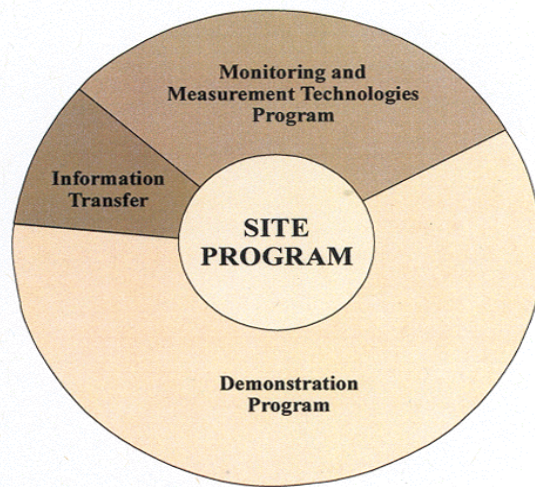 Monitoring and
Measurement Technologies
Program
Information
Transfer
SITE
PROGRAM
Demonstration
Program